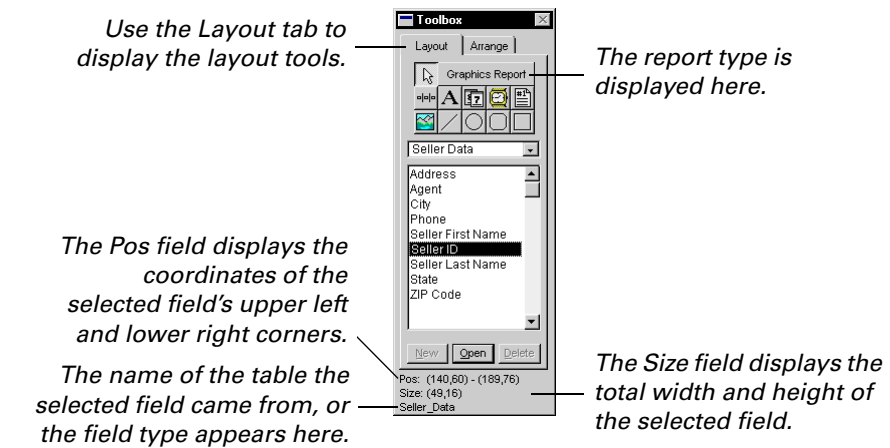 Use the Layout tab to
display the layout tools.
Toolbox
Layout
Arrange
Graphics Report
The report type is
displayed here.
A
?
#1
Seller Data
Address
Agent
City
Phone
Seller First Name
Seller ID
Seller Last Name
State
ZIP Code
The Pos field displays the
coordinates of the
selected field's upper left
and lower right corners.
New
Open
Delete
Pos: (140,60) - (189,76)
Size: (49,16)
Seller_Data
The name of the table the
selected field came from, or
the field type appears here.
The Size field displays the
total width and height of
the selected field.